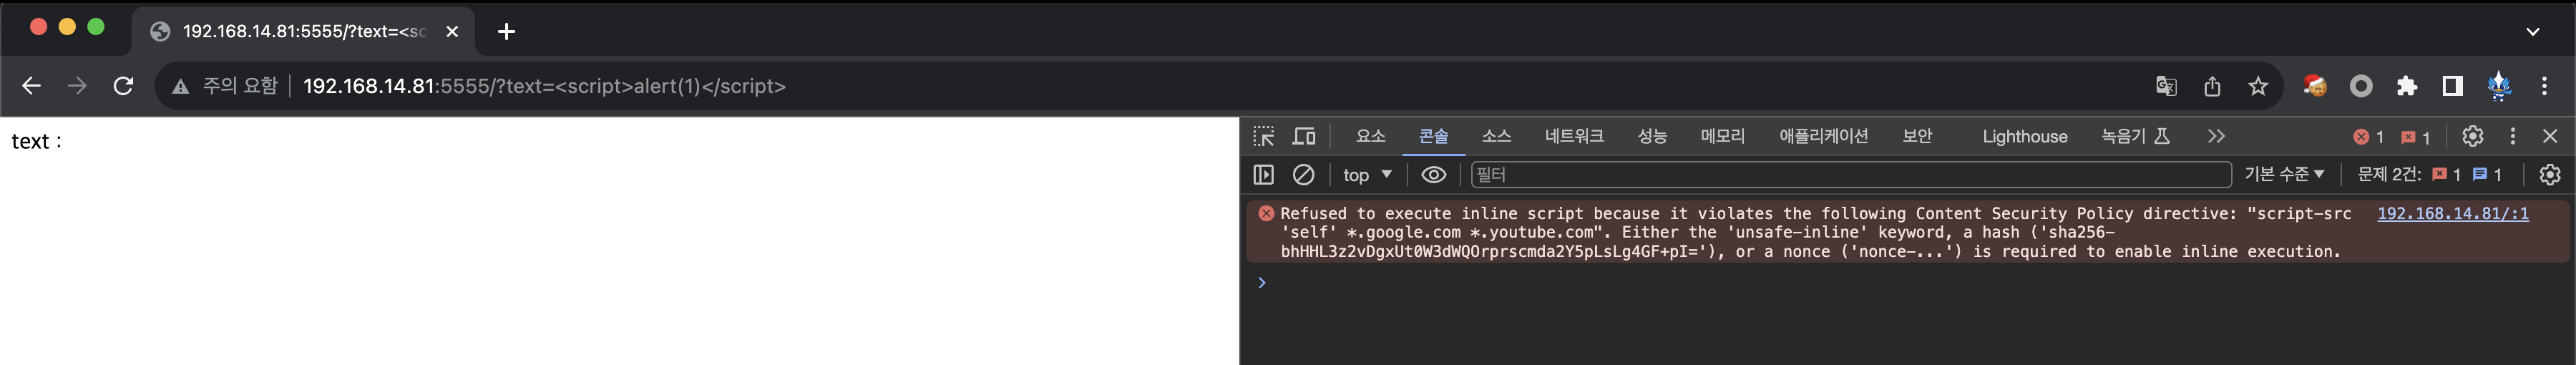 192.168.14.81:5555/?text=<sc
주의 요함 192.168.14.81:5555/?text=<script>alert(1)</script>
text :
요소 콘솔 소스 네트워크 성능 메모리 애플리케이션 보안 Lighthouse 녹음기 1 1
top 필터 기본 수준 문제 2건: 1 1
Refused to execute inline script because it violates the following Content Security Policy directive: "script-src 192.168.14.81/:1
'self' *.google.com *.youtube.com". Either the 'unsafe-inline' keyword, a hash ('sha256-
bhHHL3z2vDgxUt0W3dWQOrprscmda2Y5pLsLg4GF+pI='), or a nonce ('nonce-...') is required to enable inline execution.